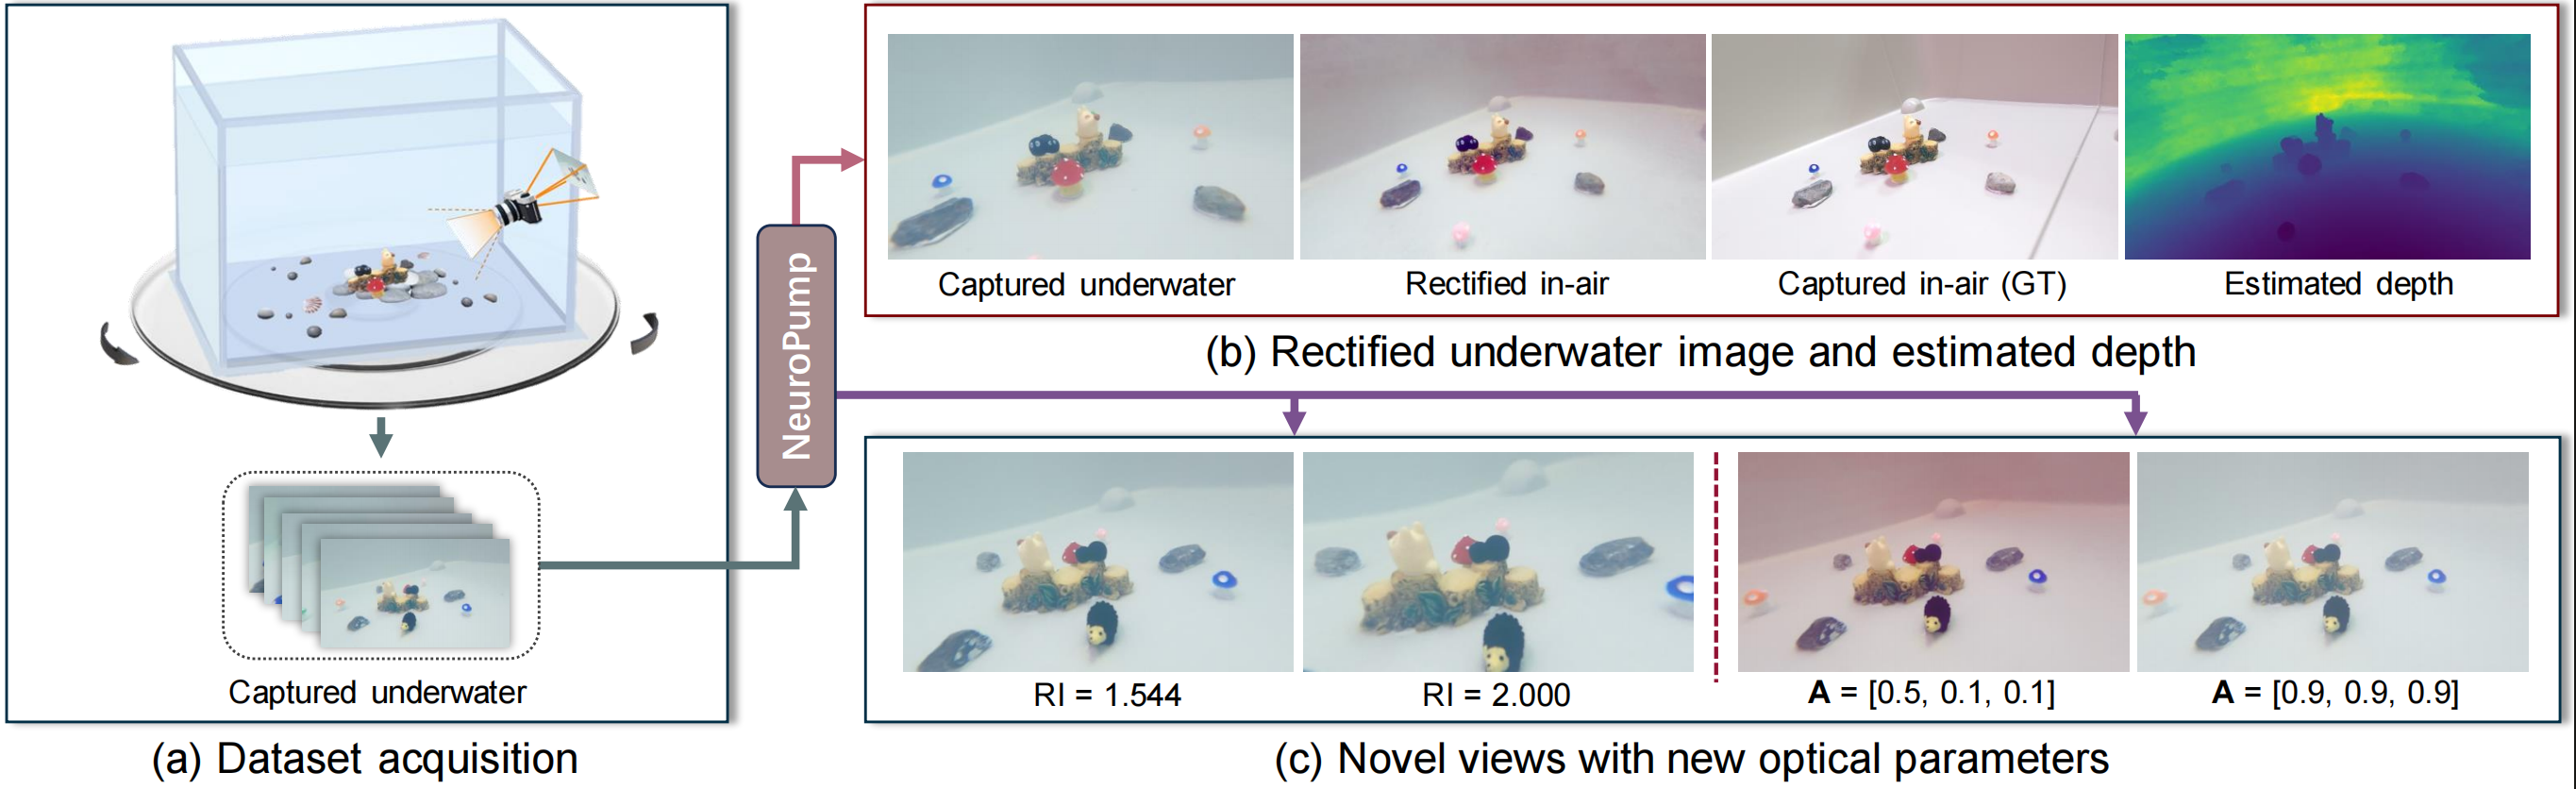 Captured underwater
(a) Dataset acquisition
NeuroPump
Captured underwater
Rectified in-air
Captured in-air (GT)
Estimated depth
(b) Rectified underwater image and estimated depth
RI = 1.544
RI = 2.000
A = [0.5, 0.1, 0.1]
A = [0.9, 0.9, 0.9]
(c) Novel views with new optical parameters